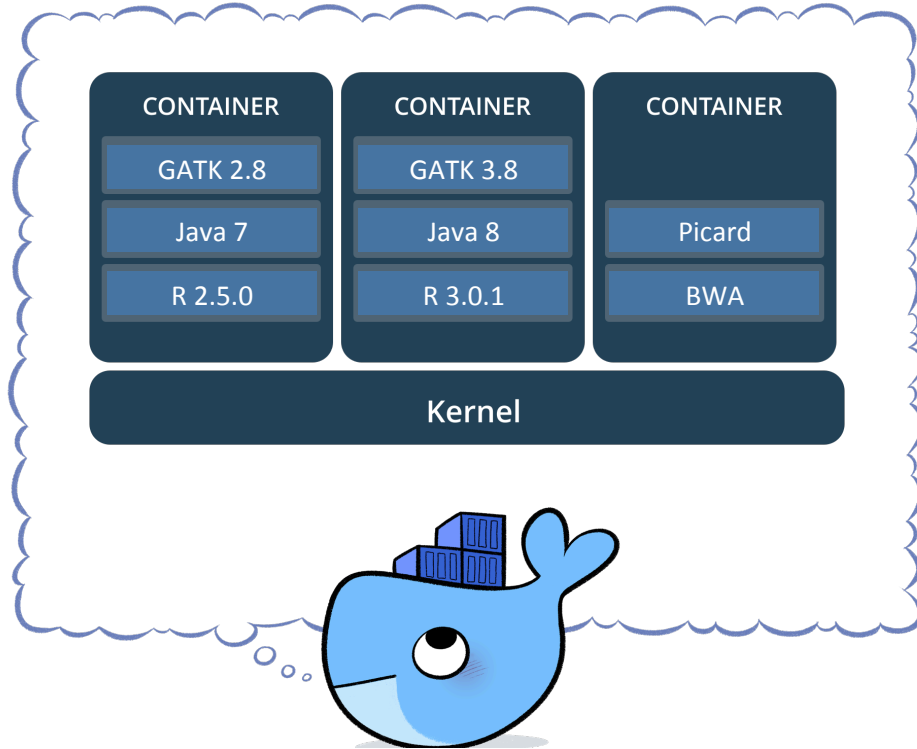 CONTAINER
GATK 2.8
Java 7
R 2.5.0
CONTAINER
GATK 3.8
Java 8
R 3.0.1
CONTAINER
Picard
BWA
Kernel